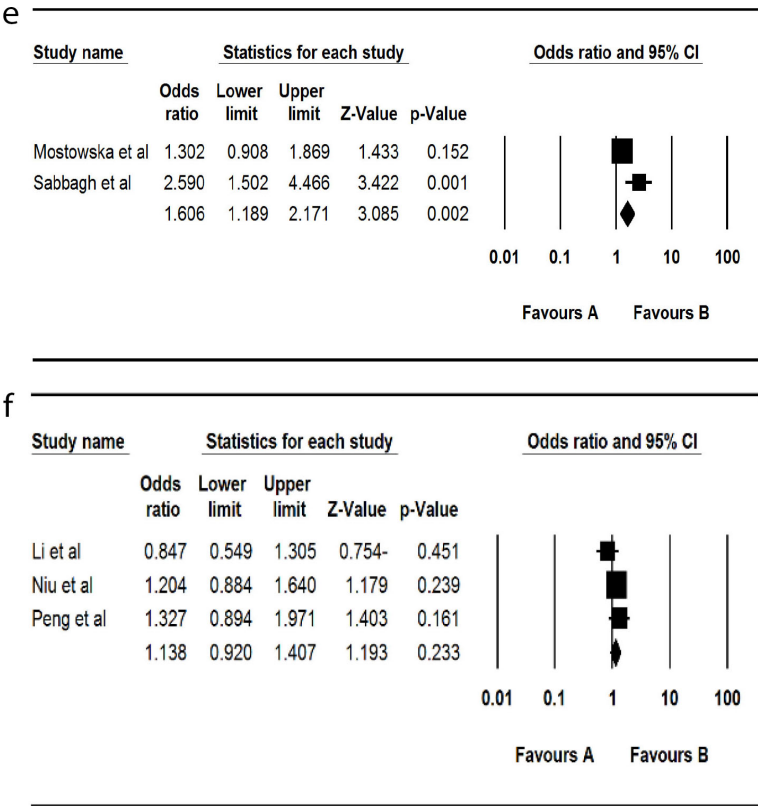 e
Study name Statistics for each study Odds ratio and 95% CI
Odds Lower Upper
ratio limit limit Z-Value p-Value
Mostowska et al 1.302 0.908 1.869 1.433 0.152
Sabbagh et al 2.590 1.502 4.466 3.422 0.001
1.606 1.189 2.171 3.085 0.002
0.01 0.1 1 10 100
Favours A Favours B
f
Study name Statistics for each study Odds ratio and 95% CI
Odds Lower Upper
ratio limit limit Z-Value p-Value
Li et al 0.847 0.549 1.305 0.754- 0.451
Niu et al 1.204 0.884 1.640 1.179 0.239
Peng et al 1.327 0.894 1.971 1.403 0.161
1.138 0.920 1.407 1.193 0.233
0.01 0.1 1 10 100
Favours A Favours B